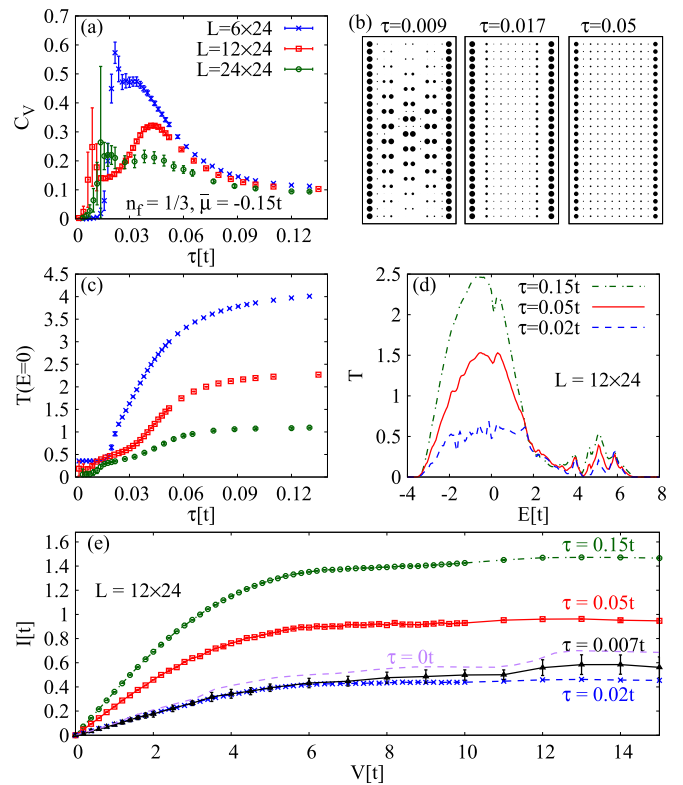 (a)
L=6×24
L=12×24
L=24×24
C_V
0.7
0.6
0.5
0.4
0.3
0.2
0.1
0
n_f = 1/3, μ̄ = -0.15t
0.00 0.03 0.06 0.09 0.12
τ[t]
(b) τ=0.009 τ=0.017 τ=0.05
(c)
T(E=0)
4.5
4
3.5
3
2.5
2
1.5
1
0.5
0
0.00 0.03 0.06 0.09 0.12
τ[t]
(d)
τ=0.15t
τ=0.05t
τ=0.02t
L = 12×24
T
2.5
2
1.5
1
0.5
0
-4 -2 0 2 4 6 8
E[t]
(e)
L = 12×24
I[t]
1.6
1.4
1.2
1
0.8
0.6
0.4
0.2
0
τ = 0.15t
τ = 0.05t
τ = 0t
τ = 0.007t
τ = 0.02t
0 2 4 6 8 10 12 14
V[t]